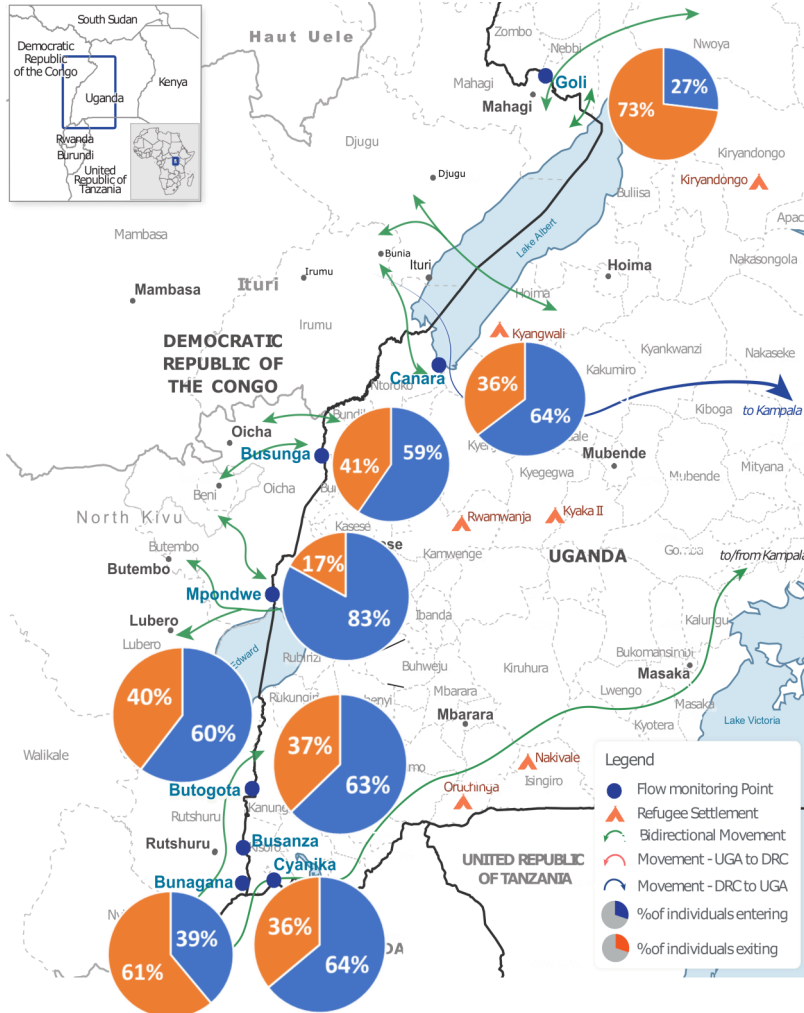 South Sudan
Democratic
Republic
of the Congo
Uganda
Kenya
Rwanda
Burundi
United
Republic of
Tanzania
Haut Uele
Zombo
Nebbi
Nwoya
Mahagi
Goli
Mahagi
27%
73%
Djugu
Djugu
Kiryandongo
Kiryandongo
Buliisa
Apac
Mambasa
Lake Albert
Bunia
Ituri
Irumu
Ituri
Hoima
Nakasongola
Mambasa
Hoima
Irumu
DEMOCRATIC
REPUBLIC OF
THE CONGO
Kyangwali
Kyankwanzi
Nakaseke
Canara
Ntoroko
36%
64%
Kakumiro
Kiboga
to Kampala
Oicha
Busunga
59%
41%
Mubende
Kyegegwa
Mubende
Mityana
Beni
Oicha
North Kivu
Rwamwanja
Kyaka II
Kasese
Butembo
Butembo
17%
Kamwenge
UGANDA
to/from Kampala
Mpondwe
83%
Ibanda
Lubero
Lubero
Edward
Rubirizi
Buhweju
Kiruhura
Kalungu
Bukomansimbi
Masaka
40%
60%
Mbarara
Mbarara
Lwengo
Masaka
Kyotera
Lake Victoria
Walikale
37%
63%
Nakivale
Isingiro
Oruchinya
Butogota
Rutshuru
Rutshuru
Busanza
Cyanika
Bunagana
UNITED REPUBLIC
OF TANZANIA
39%
61%
36%
64%
Legend
Flow monitoring Point
Refugee Settlement
Bidirectional Movement
Movement - UGA to DRC
Movement - DRC to UGA
%of individuals entering
%of individuals exiting